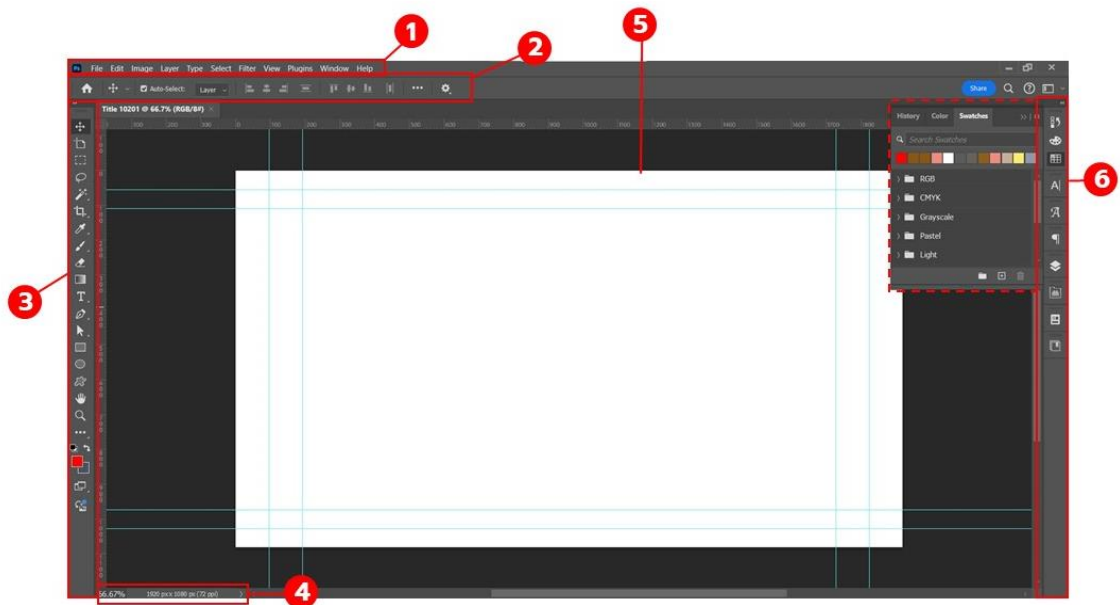 1
2
5
Ps File Edit Image Layer Type Select Filter View Plugins Window Help
Auto-Select: Layer
Share
Title 10201 @ 66.7% (RGB/8#)
History Color Swatches
Search Swatches
RGB
CMYK
Grayscale
Pastel
Light
6
3
66.67% 1920 px x 1080 px (72 ppi)
4